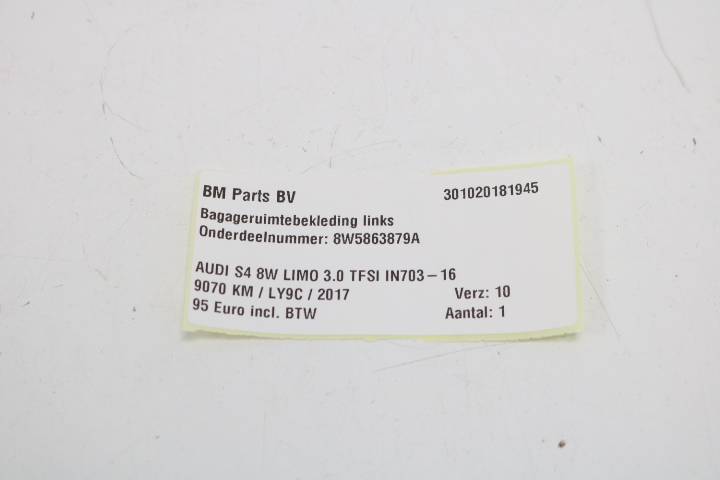 BM Parts BV 301020181945
Bagageruimtebekleding links
Onderdeelnummer: 8W5863879A
AUDI S4 8W LIMO 3.0 TFSI IN703-16
9070 KM / LY9C / 2017 Verz: 10
95 Euro incl. BTW Aantal: 1